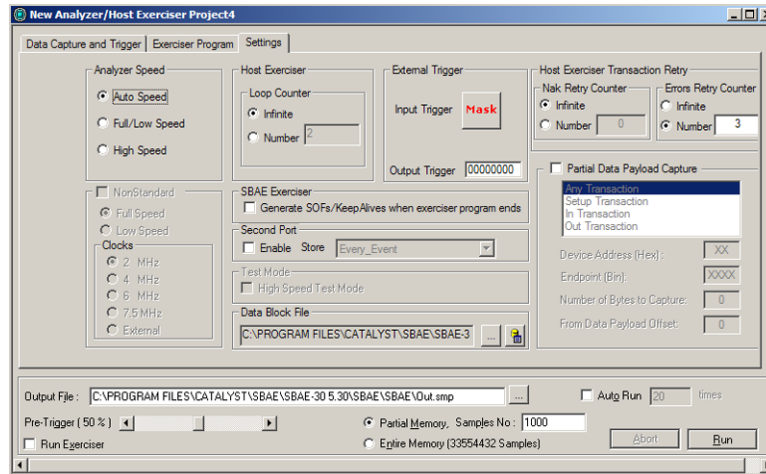 New Analyzer/Host Exerciser Project4
Data Capture and Trigger
Exerciser Program
Settings
Analyzer Speed
Auto Speed
Full/Low Speed
High Speed
Host Exerciser
Loop Counter
Infinite
Number 2
External Trigger
Input Trigger Mask
Output Trigger 00000000
Host Exerciser Transaction Retry
Nak Retry Counter
Infinite
Number 0
Errors Retry Counter
Infinite
Number 3
NonStandard
Full Speed
Low Speed
Clocks
2 MHz
4 MHz
6 MHz
7.5 MHz
External
SBAE Exerciser
Generate SOFs/KeepAlives when exerciser program ends
Second Port
Enable Store Every_Event
Test Mode
High Speed Test Mode
Data Block File
C:\PROGRAM FILES\CATALYST\SBAE\SBAE-3 ...
Partial Data Payload Capture
Any Transaction
Setup Transaction
In Transaction
Out Transaction
Device Address (Hex) : XX
Endpoint (Bin): XXXX
Number of Bytes to Capture: 0
From Data Payload Offset: 0
Output File : C:\PROGRAM FILES\CATALYST\SBAE\SBAE-30 5.30\SBAE\SBAE\Out.smp ...
Auto Run 20 times
Pre-Trigger ( 50 % )
Partial Memory, Samples No : 1000
Run Exerciser
Entire Memory (33554432 Samples)
Abort
Run